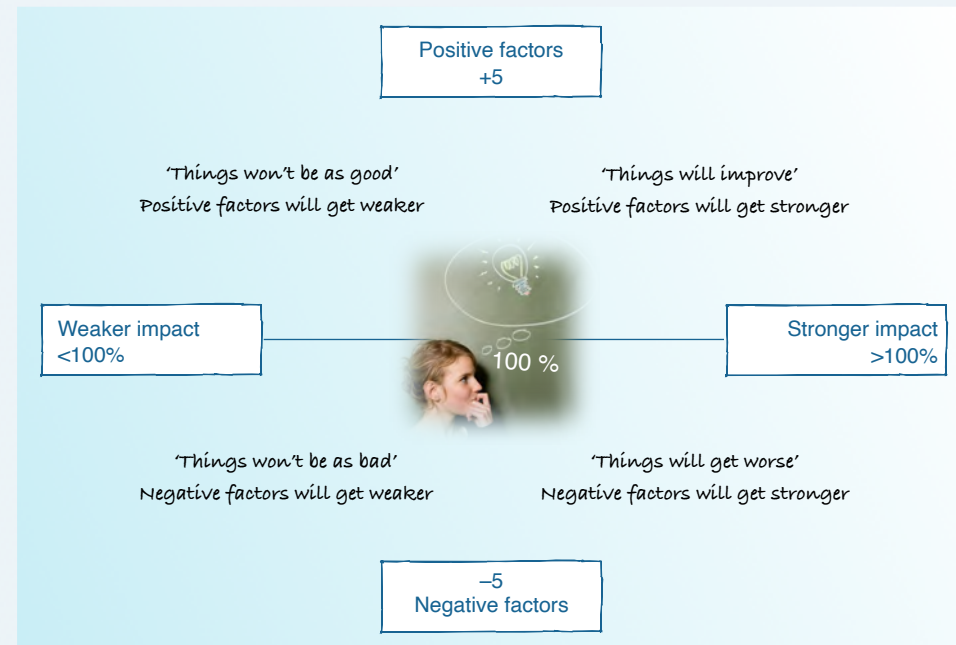 Positive factors
+5
‘Things won’t be as good’
Positive factors will get weaker
‘Things will improve’
Positive factors will get stronger
Weaker impact
<100%
100 %
Stronger impact
>100%
‘Things won’t be as bad’
Negative factors will get weaker
‘Things will get worse’
Negative factors will get stronger
–5
Negative factors